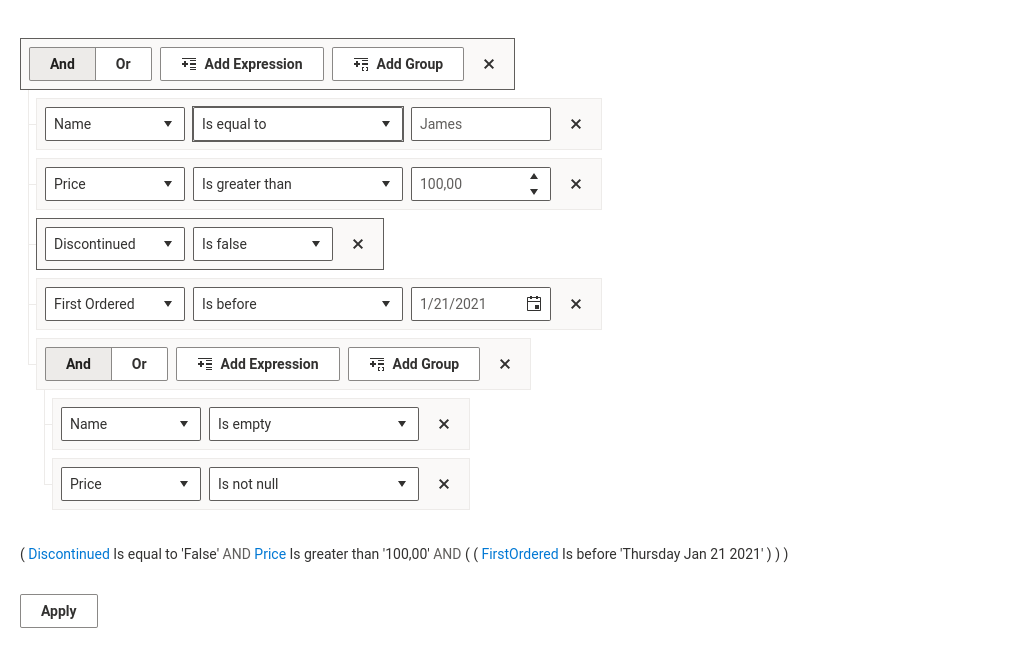 And Or Add Expression Add Group
Name Is equal to James
Price Is greater than 100,00
Discontinued Is false
First Ordered Is before 1/21/2021
And Or Add Expression Add Group
Name Is empty
Price Is not null
( Discontinued Is equal to 'False' AND Price Is greater than '100,00' AND ( ( FirstOrdered Is before 'Thursday Jan 21 2021' ) ) )
Apply